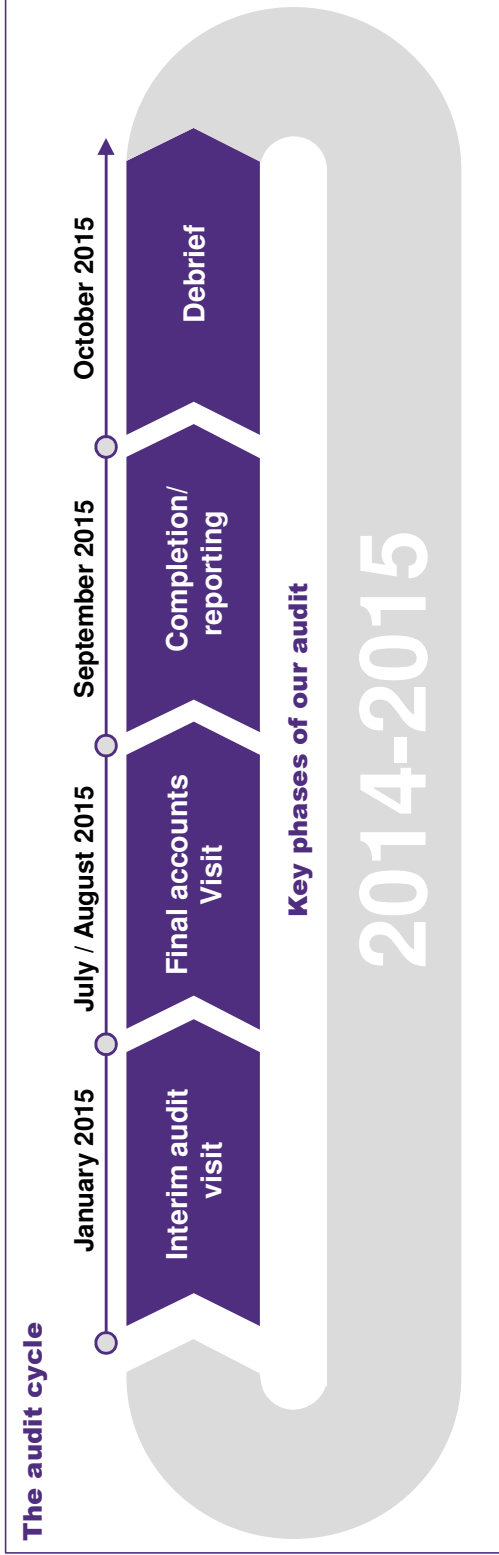 The audit cycle
January 2015
July / August 2015
September 2015
October 2015
Interim audit
visit
Final accounts
Visit
Completion/
reporting
Debrief
Key phases of our audit
2014-2015